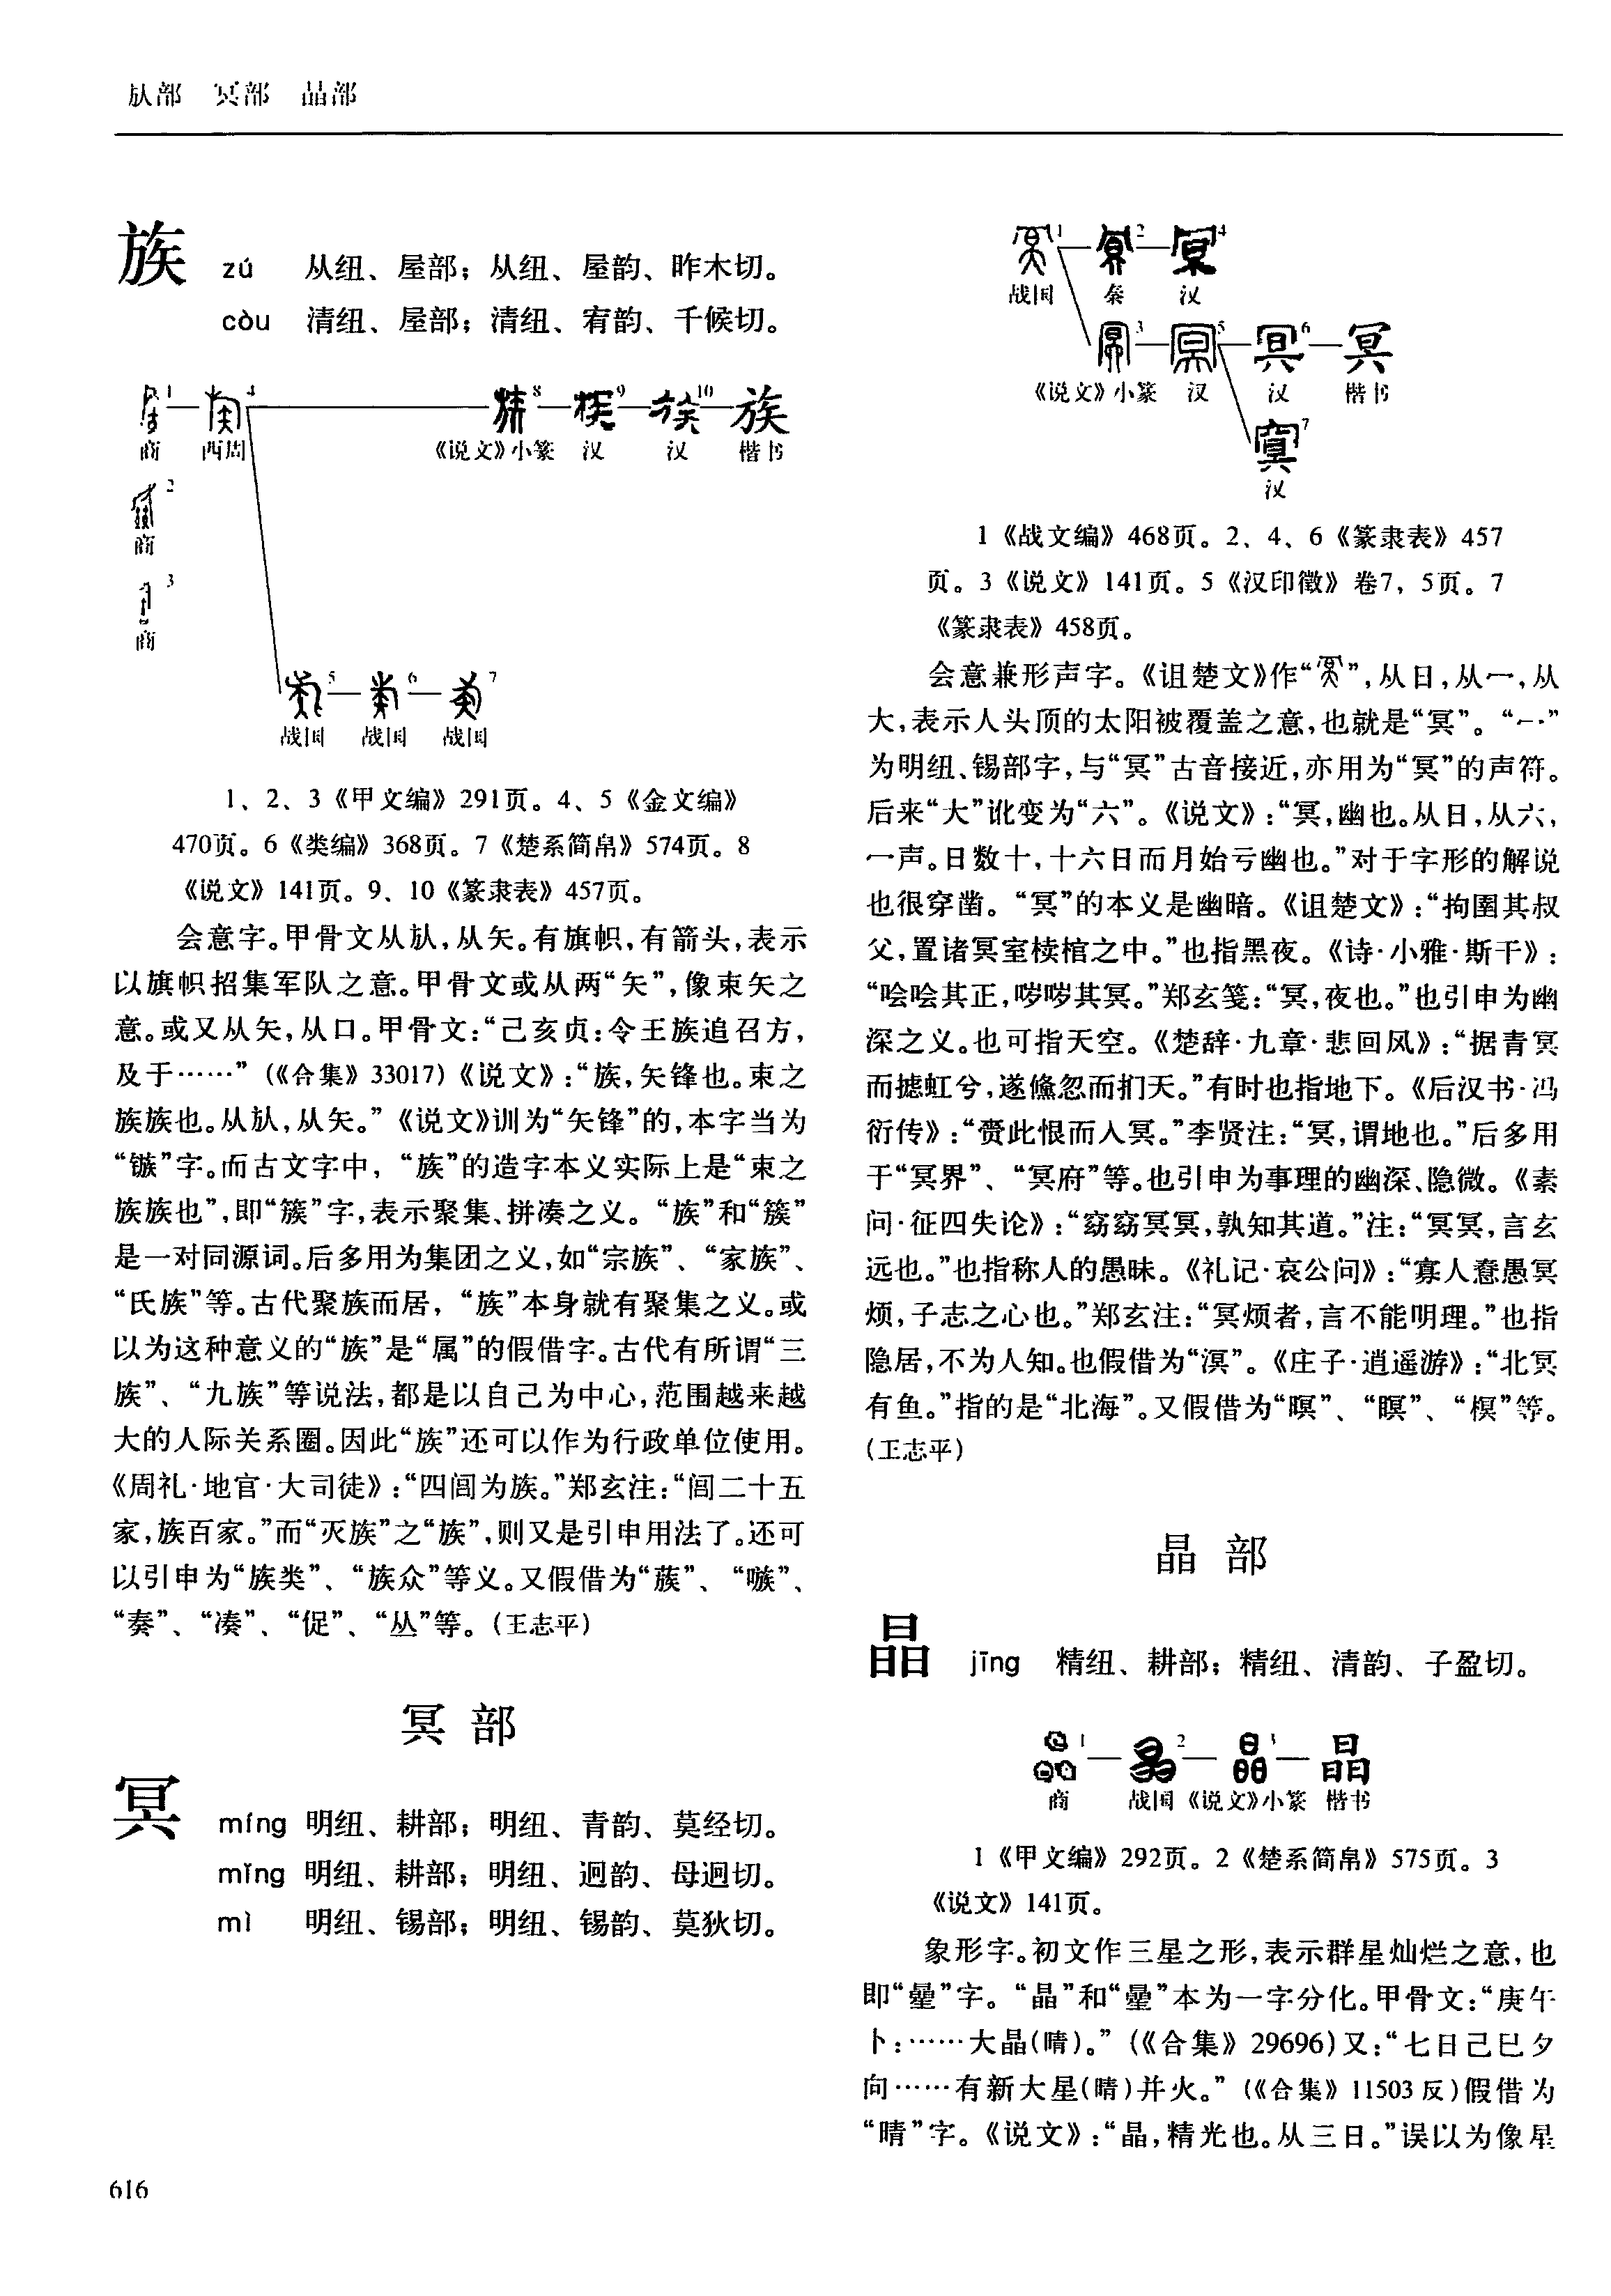 㫃部 冥部 晶部
族 zú 从纽、屋部；从纽、屋韵、昨木切。
còu 清纽、屋部；清纽、宥韵、千候切。
1 4 8 9 10 族
商 西周 《说文》小篆 汉 汉 楷书
2
商
3
商
5 6 7
战国 战国 战国
1、2、3《甲文编》291页。4、5《金文编》
470页。6《类编》368页。7《楚系简帛》574页。8
《说文》141页。9、10《篆隶表》457页。
会意字。甲骨文从㫃，从矢。有旗帜，有箭头，表示
以旗帜招集军队之意。甲骨文或从两“矢”，像束矢之
意。或又从矢，从口。甲骨文：“己亥贞：令王族追召方，
及于……”（《合集》33017）《说文》：“族，矢锋也。束之
族族也。从㫃，从矢。”《说文》训为“矢锋”的，本字当为
“镞”字。而古文字中，“族”的造字本义实际上是“束之
族族也”，即“簇”字，表示聚集、拼凑之义。“族”和“簇”
是一对同源词。后多用为集团之义，如“宗族”、“家族”、
“氏族”等。古代聚族而居，“族”本身就有聚集之义。或
以为这种意义的“族”是“属”的假借字。古代有所谓“三
族”、“九族”等说法，都是以自己为中心，范围越来越
大的人际关系圈。因此“族”还可以作为行政单位使用。
《周礼·地官·大司徒》：“四闾为族。”郑玄注：“闾二十五
家，族百家。”而“灭族”之“族”，则又是引申用法了。还可
以引申为“族类”、“族众”等义。又假借为“蔟”、“嗾”、
“奏”、“凑”、“促”、“丛”等。（王志平）
冥 部
冥 míng 明纽、耕部；明纽、青韵、莫经切。
mǐng 明纽、耕部；明纽、迥韵、母迥切。
mì 明纽、锡部；明纽、锡韵、莫狄切。
1 2 4
战国 秦 汉
3 5 6 冥
《说文》小篆 汉 汉 楷书
7
汉
1《战文编》468页。2、4、6《篆隶表》457
页。3《说文》141页。5《汉印徵》卷7，5页。7
《篆隶表》458页。
会意兼形声字。《诅楚文》作“”，从日，从冖，从
大，表示人头顶的太阳被覆盖之意，也就是“冥”。“冖”
为明纽、锡部字，与“冥”古音接近，亦用为“冥”的声符。
后来“大”讹变为“六”。《说文》：“冥，幽也。从日，从六，
冖声。日数十，十六日而月始亏幽也。”对于字形的解说
也很穿凿。“冥”的本义是幽暗。《诅楚文》：“拘圉其叔
父，置诸冥室椟棺之中。”也指黑夜。《诗·小雅·斯干》：
“哙哙其正，哕哕其冥。”郑玄笺：“冥，夜也。”也引申为幽
深之义。也可指天空。《楚辞·九章·悲回风》：“据青冥
而摅虹兮，遂儵忽而扪天。”有时也指地下。《后汉书·冯
衍传》：“赍此恨而入冥。”李贤注：“冥，谓地也。”后多用
于“冥界”、“冥府”等。也引申为事理的幽深、隐微。《素
问·征四失论》：“窈窈冥冥，孰知其道。”注：“冥冥，言玄
远也。”也指称人的愚昧。《礼记·哀公问》：“寡人惷愚冥
烦，子志之心也。”郑玄注：“冥烦者，言不能明理。”也指
隐居，不为人知。也假借为“溟”。《庄子·逍遥游》：“北冥
有鱼。”指的是“北海”。又假借为“暝”、“瞑”、“榠”等。
（王志平）
晶 部
晶 jīng 精纽、耕部；精纽、清韵、子盈切。
1 2 3 晶
商 战国 《说文》小篆 楷书
1《甲文编》292页。2《楚系简帛》575页。3
《说文》141页。
象形字。初文作三星之形，表示群星灿烂之意，也
即“曐”字。“晶”和“曐”本为一字分化。甲骨文：“庚午
卜：……大晶（晴）。”（《合集》29696）又：“七日己巳夕
向……有新大星（晴）并火。”（《合集》11503反）假借为
“晴”字。《说文》：“晶，精光也。从三日。”误以为像星
616